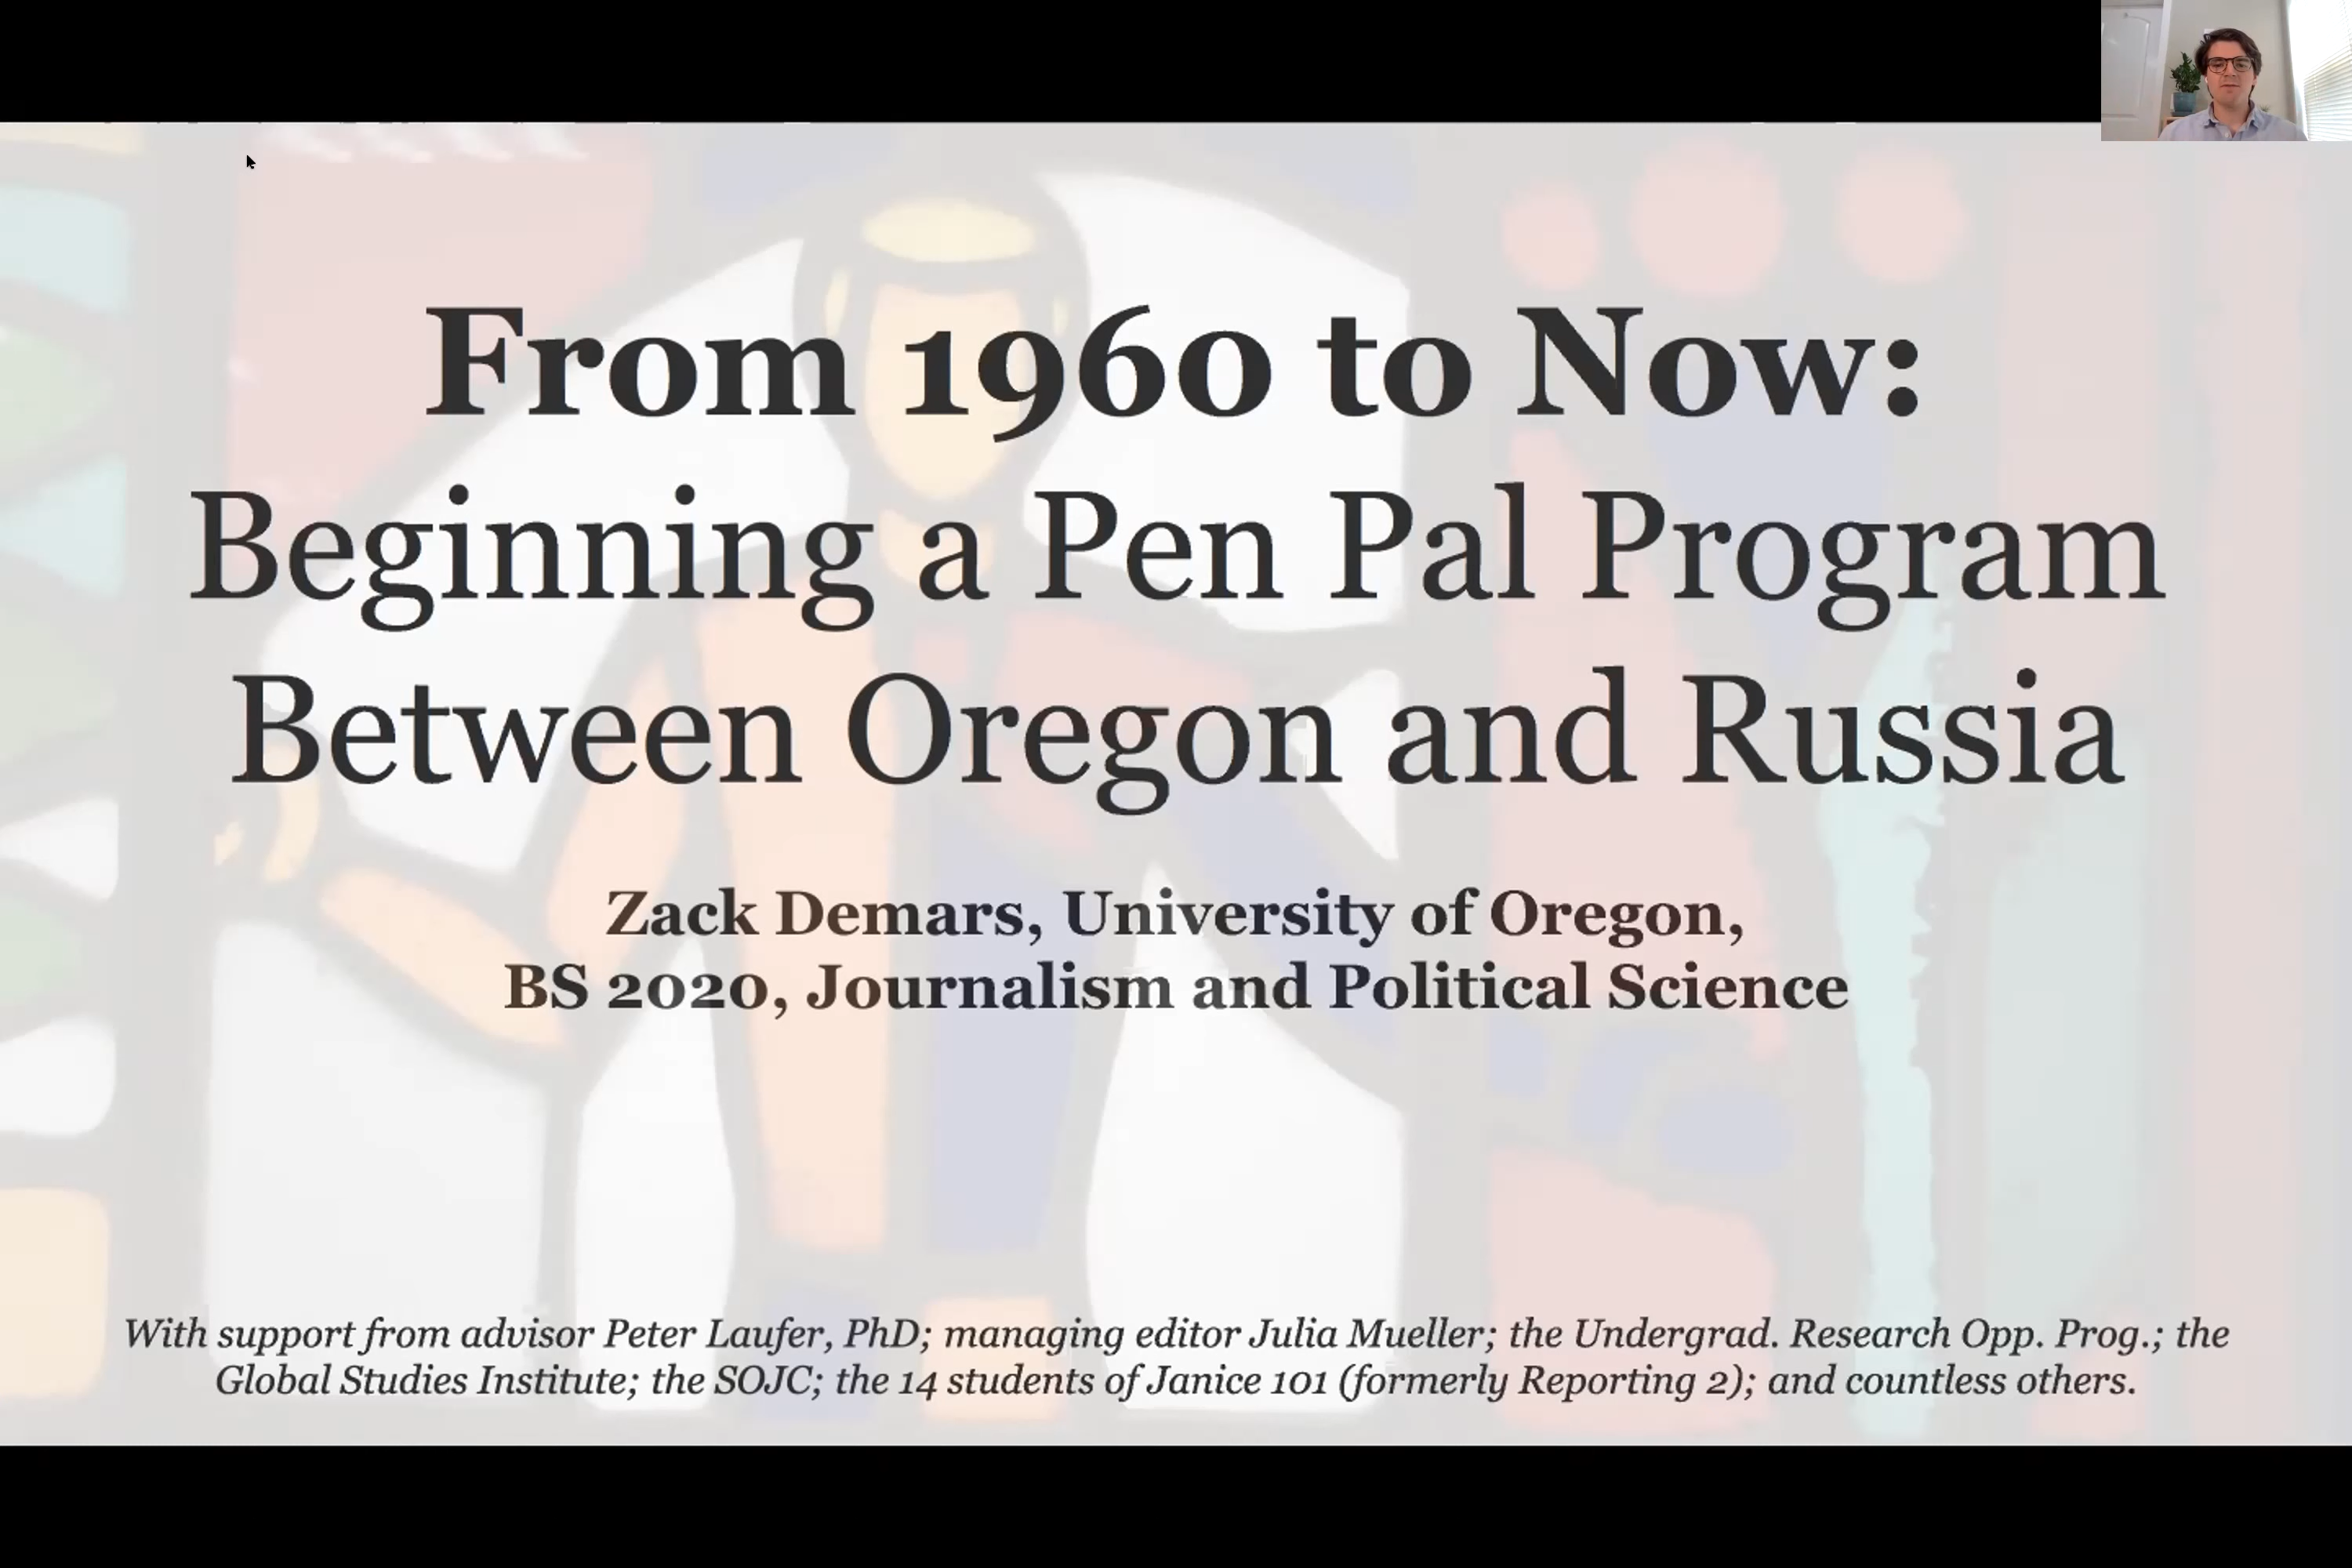 From 1960 to Now:
Beginning a Pen Pal Program
Between Oregon and Russia
Zack Demars, University of Oregon,
BS 2020, Journalism and Political Science
With support from advisor Peter Laufer, PhD; managing editor Julia Mueller; the Undergrad. Research Opp. Prog.; the
Global Studies Institute; the SOJC; the 14 students of Janice 101 (formerly Reporting 2); and countless others.